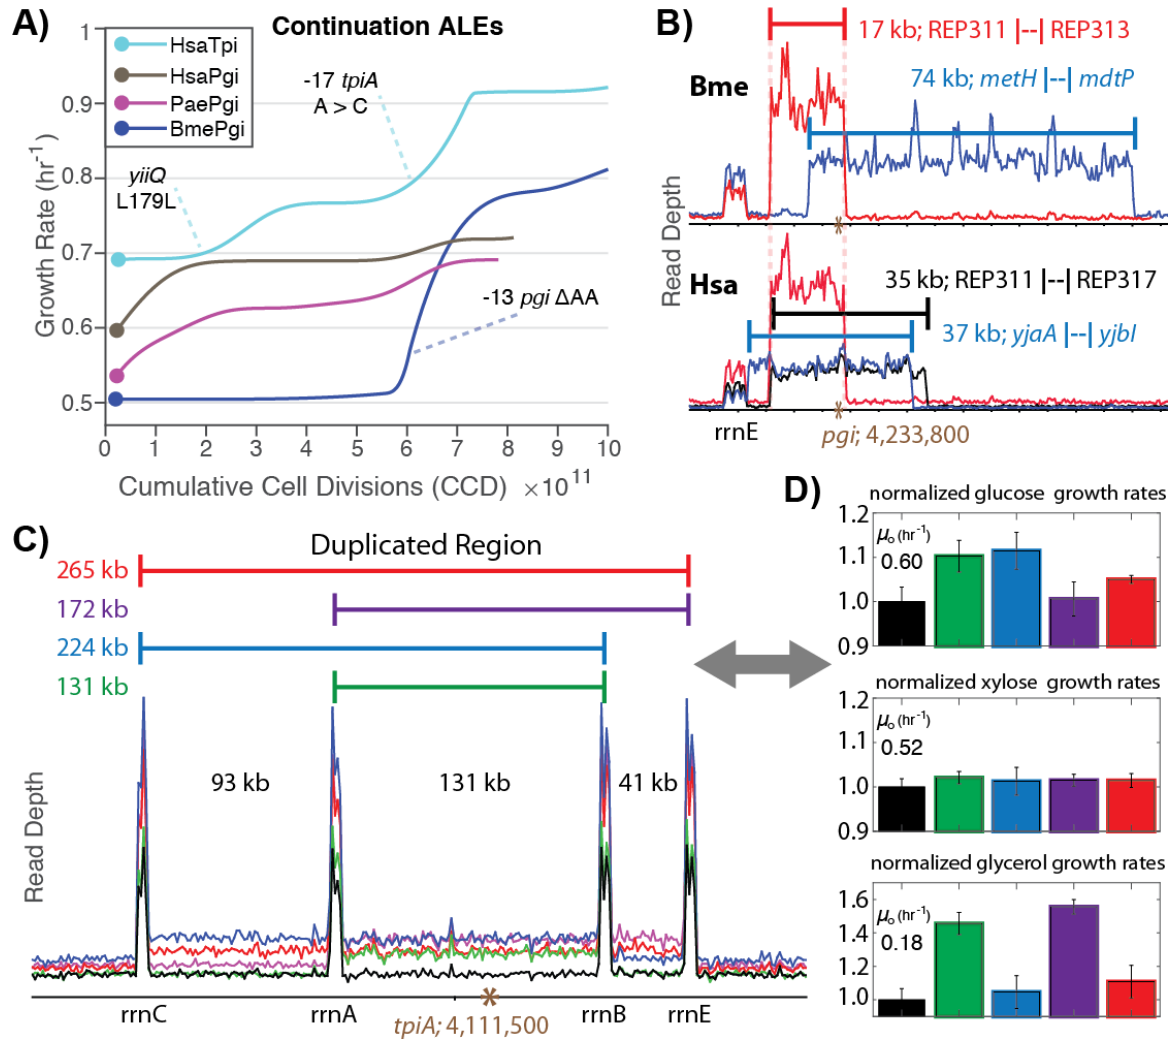 A)
Continuation ALEs
HsaTpi
HsaPgi
PaePgi
BmePgi
-17 tpiA
A > C
yiiQ
L179L
-13 pgi ΔAA
Growth Rate (hr-1)
1
0.9
0.8
0.7
0.6
0.5
0 1 2 3 4 5 6 7 8 9 10
Cumulative Cell Divisions (CCD) ×10 11
B)
17 kb; REP311 |--| REP313
Bme
74 kb; metH |--| mdtP
Read Depth
Hsa
35 kb; REP311 |--| REP317
37 kb; yjaA |--| yjbI
rrnE
pgi; 4,233,800
C)
Duplicated Region
265 kb
172 kb
224 kb
131 kb
93 kb
131 kb
41 kb
Read Depth
rrnC
rrnA
rrnB
rrnE
tpiA; 4,111,500
D)
normalized glucose growth rates
1.2
1.1
1.0
0.9
μo (hr-1)
0.60
normalized xylose growth rates
1.2
1.1
1.0
0.9
μo (hr-1)
0.52
normalized glycerol growth rates
1.6
1.4
1.2
1.0
μo (hr-1)
0.18